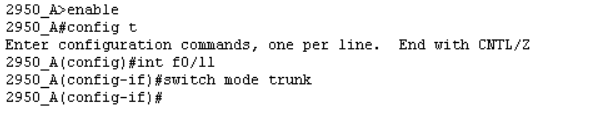 2950_A>enable
2950_A#config t
Enter configuration commands, one per line.  End with CNTL/Z
2950_A(config)#int f0/11
2950_A(config-if)#switch mode trunk
2950_A(config-if)#